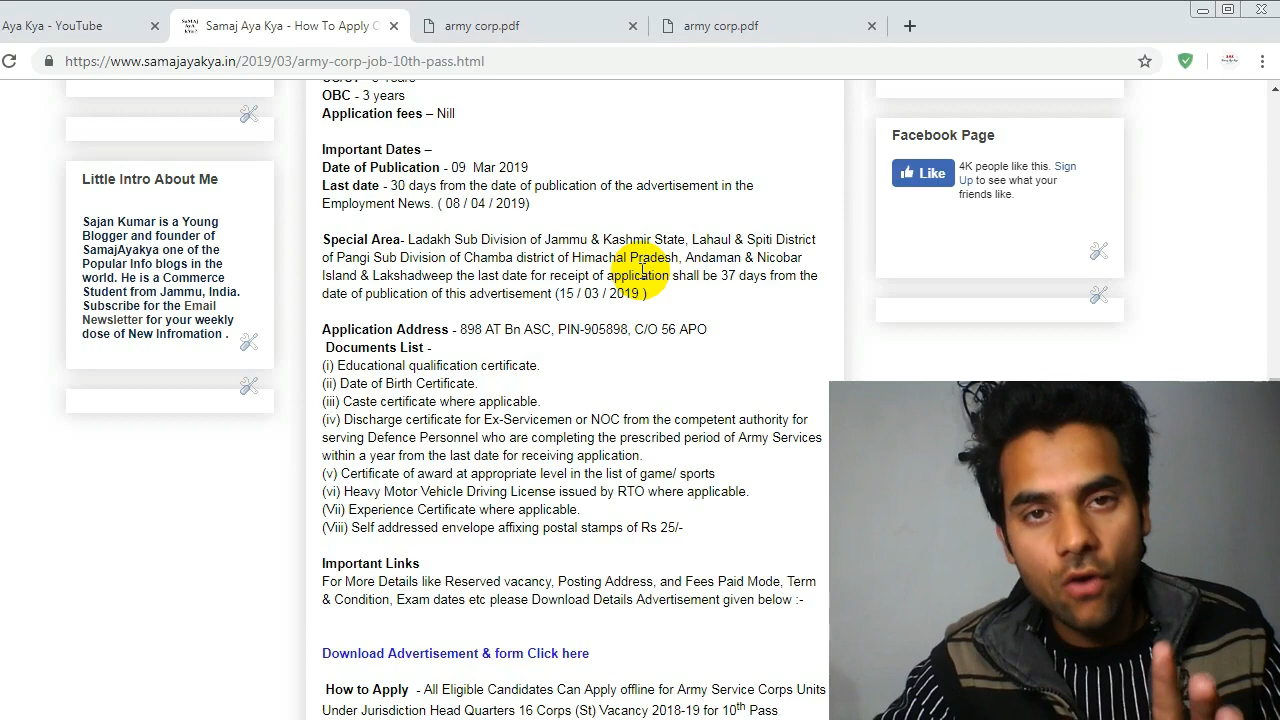 Aya Kya - YouTube
Samaj Aya Kya - How To Apply
army corp.pdf
army corp.pdf
https://www.samajayakya.in/2019/03/army-corp-job-10th-pass.html
OBC - 3 years
Application fees – Nill
Important Dates –
Date of Publication - 09 Mar 2019
Last date - 30 days from the date of publication of the advertisement in the
Employment News. ( 08 / 04 / 2019)
Special Area- Ladakh Sub Division of Jammu & Kashmir State, Lahaul & Spiti District
of Pangi Sub Division of Chamba district of Himachal Pradesh, Andaman & Nicobar
Island & Lakshadweep the last date for receipt of application shall be 37 days from the
date of publication of this advertisement (15 / 03 / 2019 )
Application Address - 898 AT Bn ASC, PIN-905898, C/O 56 APO
Documents List -
(i) Educational qualification certificate.
(ii) Date of Birth Certificate.
(iii) Caste certificate where applicable.
(iv) Discharge certificate for Ex-Servicemen or NOC from the competent authority for
serving Defence Personnel who are completing the prescribed period of Army Services
within a year from the last date for receiving application.
(v) Certificate of award at appropriate level in the list of game/ sports
(vi) Heavy Motor Vehicle Driving License issued by RTO where applicable.
(Vii) Experience Certificate where applicable.
(Viii) Self addressed envelope affixing postal stamps of Rs 25/-
Important Links
For More Details like Reserved vacancy, Posting Address, and Fees Paid Mode, Term
& Condition, Exam dates etc please Download Details Advertisement given below :-
Download Advertisement & form Click here
How to Apply - All Eligible Candidates Can Apply offline for Army Service Corps Units
Under Jurisdiction Head Quarters 16 Corps (St) Vacancy 2018-19 for 10th Pass
Little Intro About Me
Sajan Kumar is a Young
Blogger and founder of
SamajAyakya one of the
Popular Info blogs in the
world. He is a Commerce
Student from Jammu, India.
Subscribe for the Email
Newsletter for your weekly
dose of New Infromation .
Facebook Page
Like
4K people like this. Sign
Up to see what your
friends like.